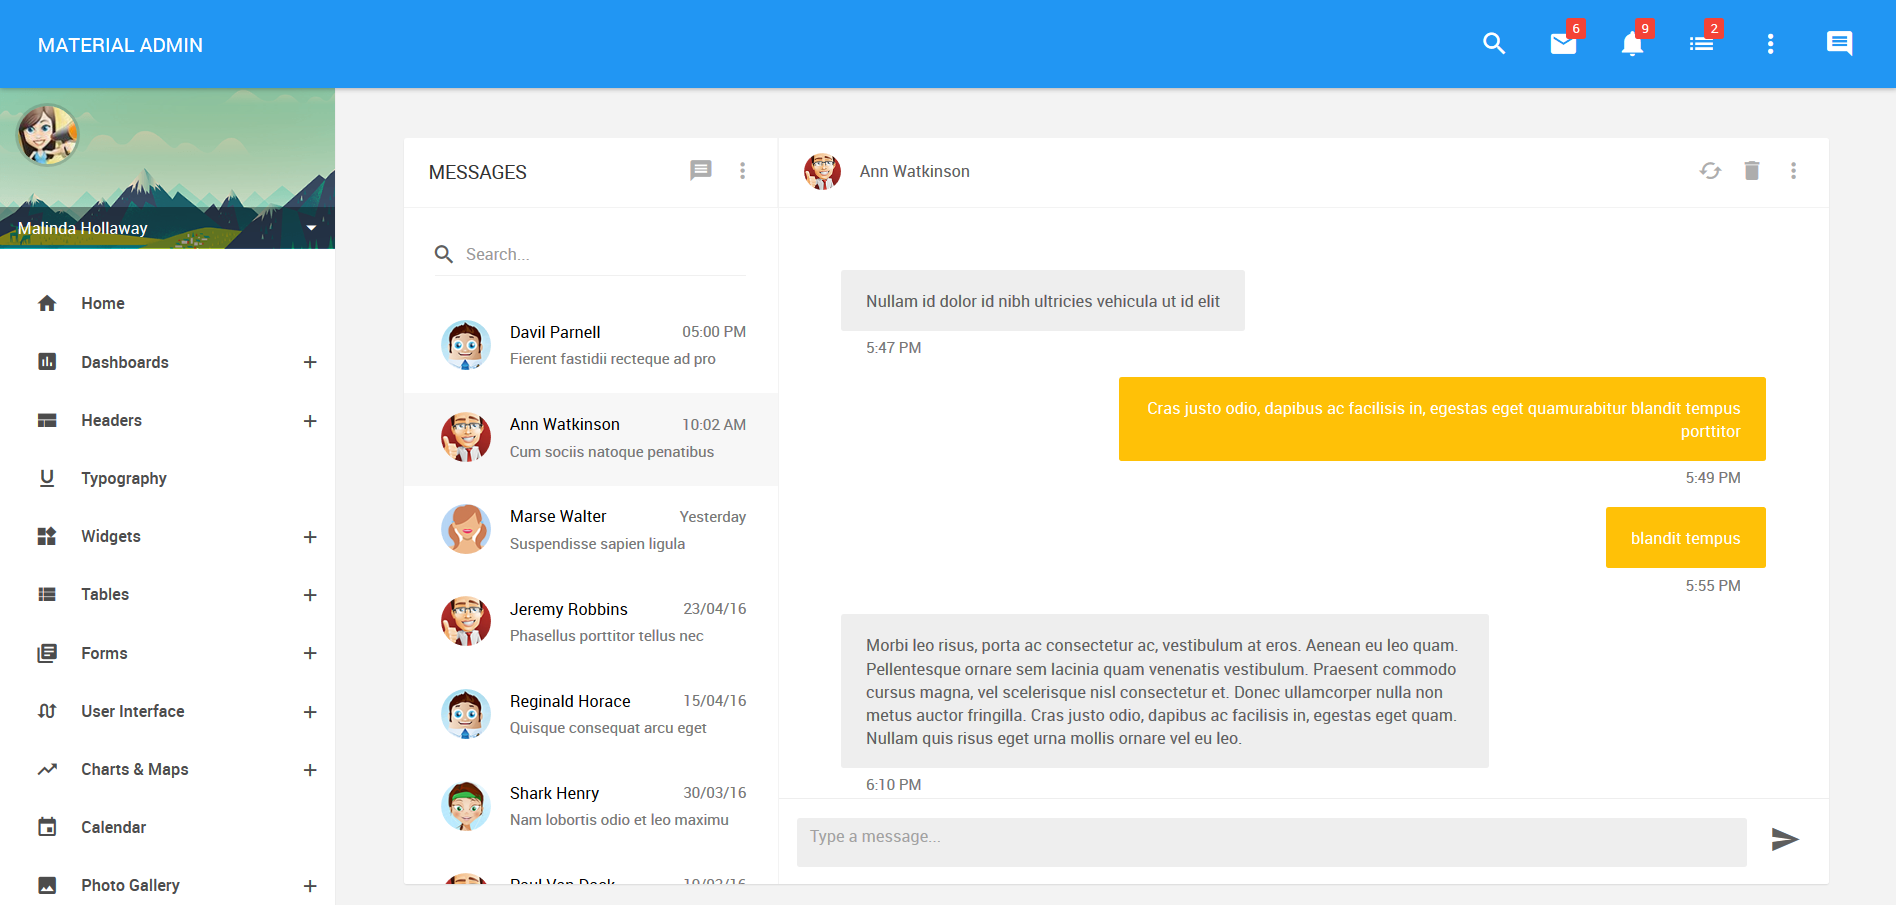 MATERIAL ADMIN
6
9
2
Malinda Hollaway
Home
Dashboards
Headers
Typography
Widgets
Tables
Forms
User Interface
Charts & Maps
Calendar
Photo Gallery
MESSAGES
Search...
Davil Parnell 05:00 PM
Fierent fastidii recteque ad pro
Ann Watkinson 10:02 AM
Cum sociis natoque penatibus
Marse Walter Yesterday
Suspendisse sapien ligula
Jeremy Robbins 23/04/16
Phasellus porttitor tellus nec
Reginald Horace 15/04/16
Quisque consequat arcu eget
Shark Henry 30/03/16
Nam lobortis odio et leo maximu
Ann Watkinson
Nullam id dolor id nibh ultricies vehicula ut id elit
5:47 PM
Cras justo odio, dapibus ac facilisis in, egestas eget quamurabitur blandit tempus
porttitor
5:49 PM
blandit tempus
5:55 PM
Morbi leo risus, porta ac consectetur ac, vestibulum at eros. Aenean eu leo quam.
Pellentesque ornare sem lacinia quam venenatis vestibulum. Praesent commodo
cursus magna, vel scelerisque nisl consectetur et. Donec ullamcorper nulla non
metus auctor fringilla. Cras justo odio, dapibus ac facilisis in, egestas eget quam.
Nullam quis risus eget urna mollis ornare vel eu leo.
6:10 PM
Type a message...